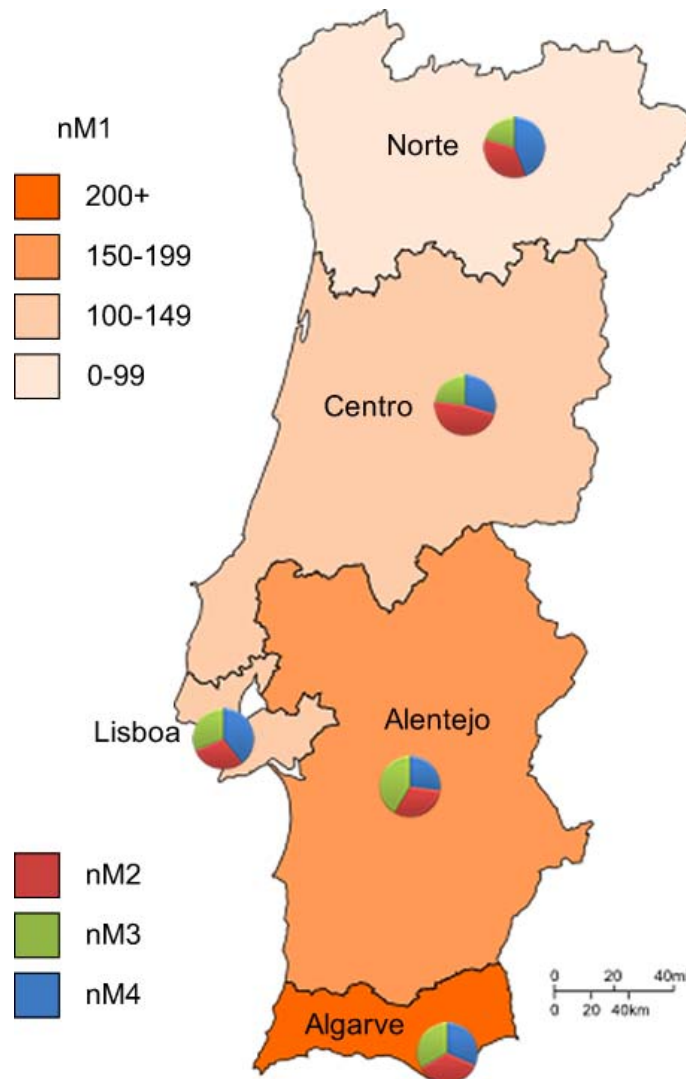 nM1
200+
150-199
100-149
0-99
Norte
Centro
Lisboa
Alentejo
Algarve
nM2
nM3
nM4
0 20 40m
0 20 40km